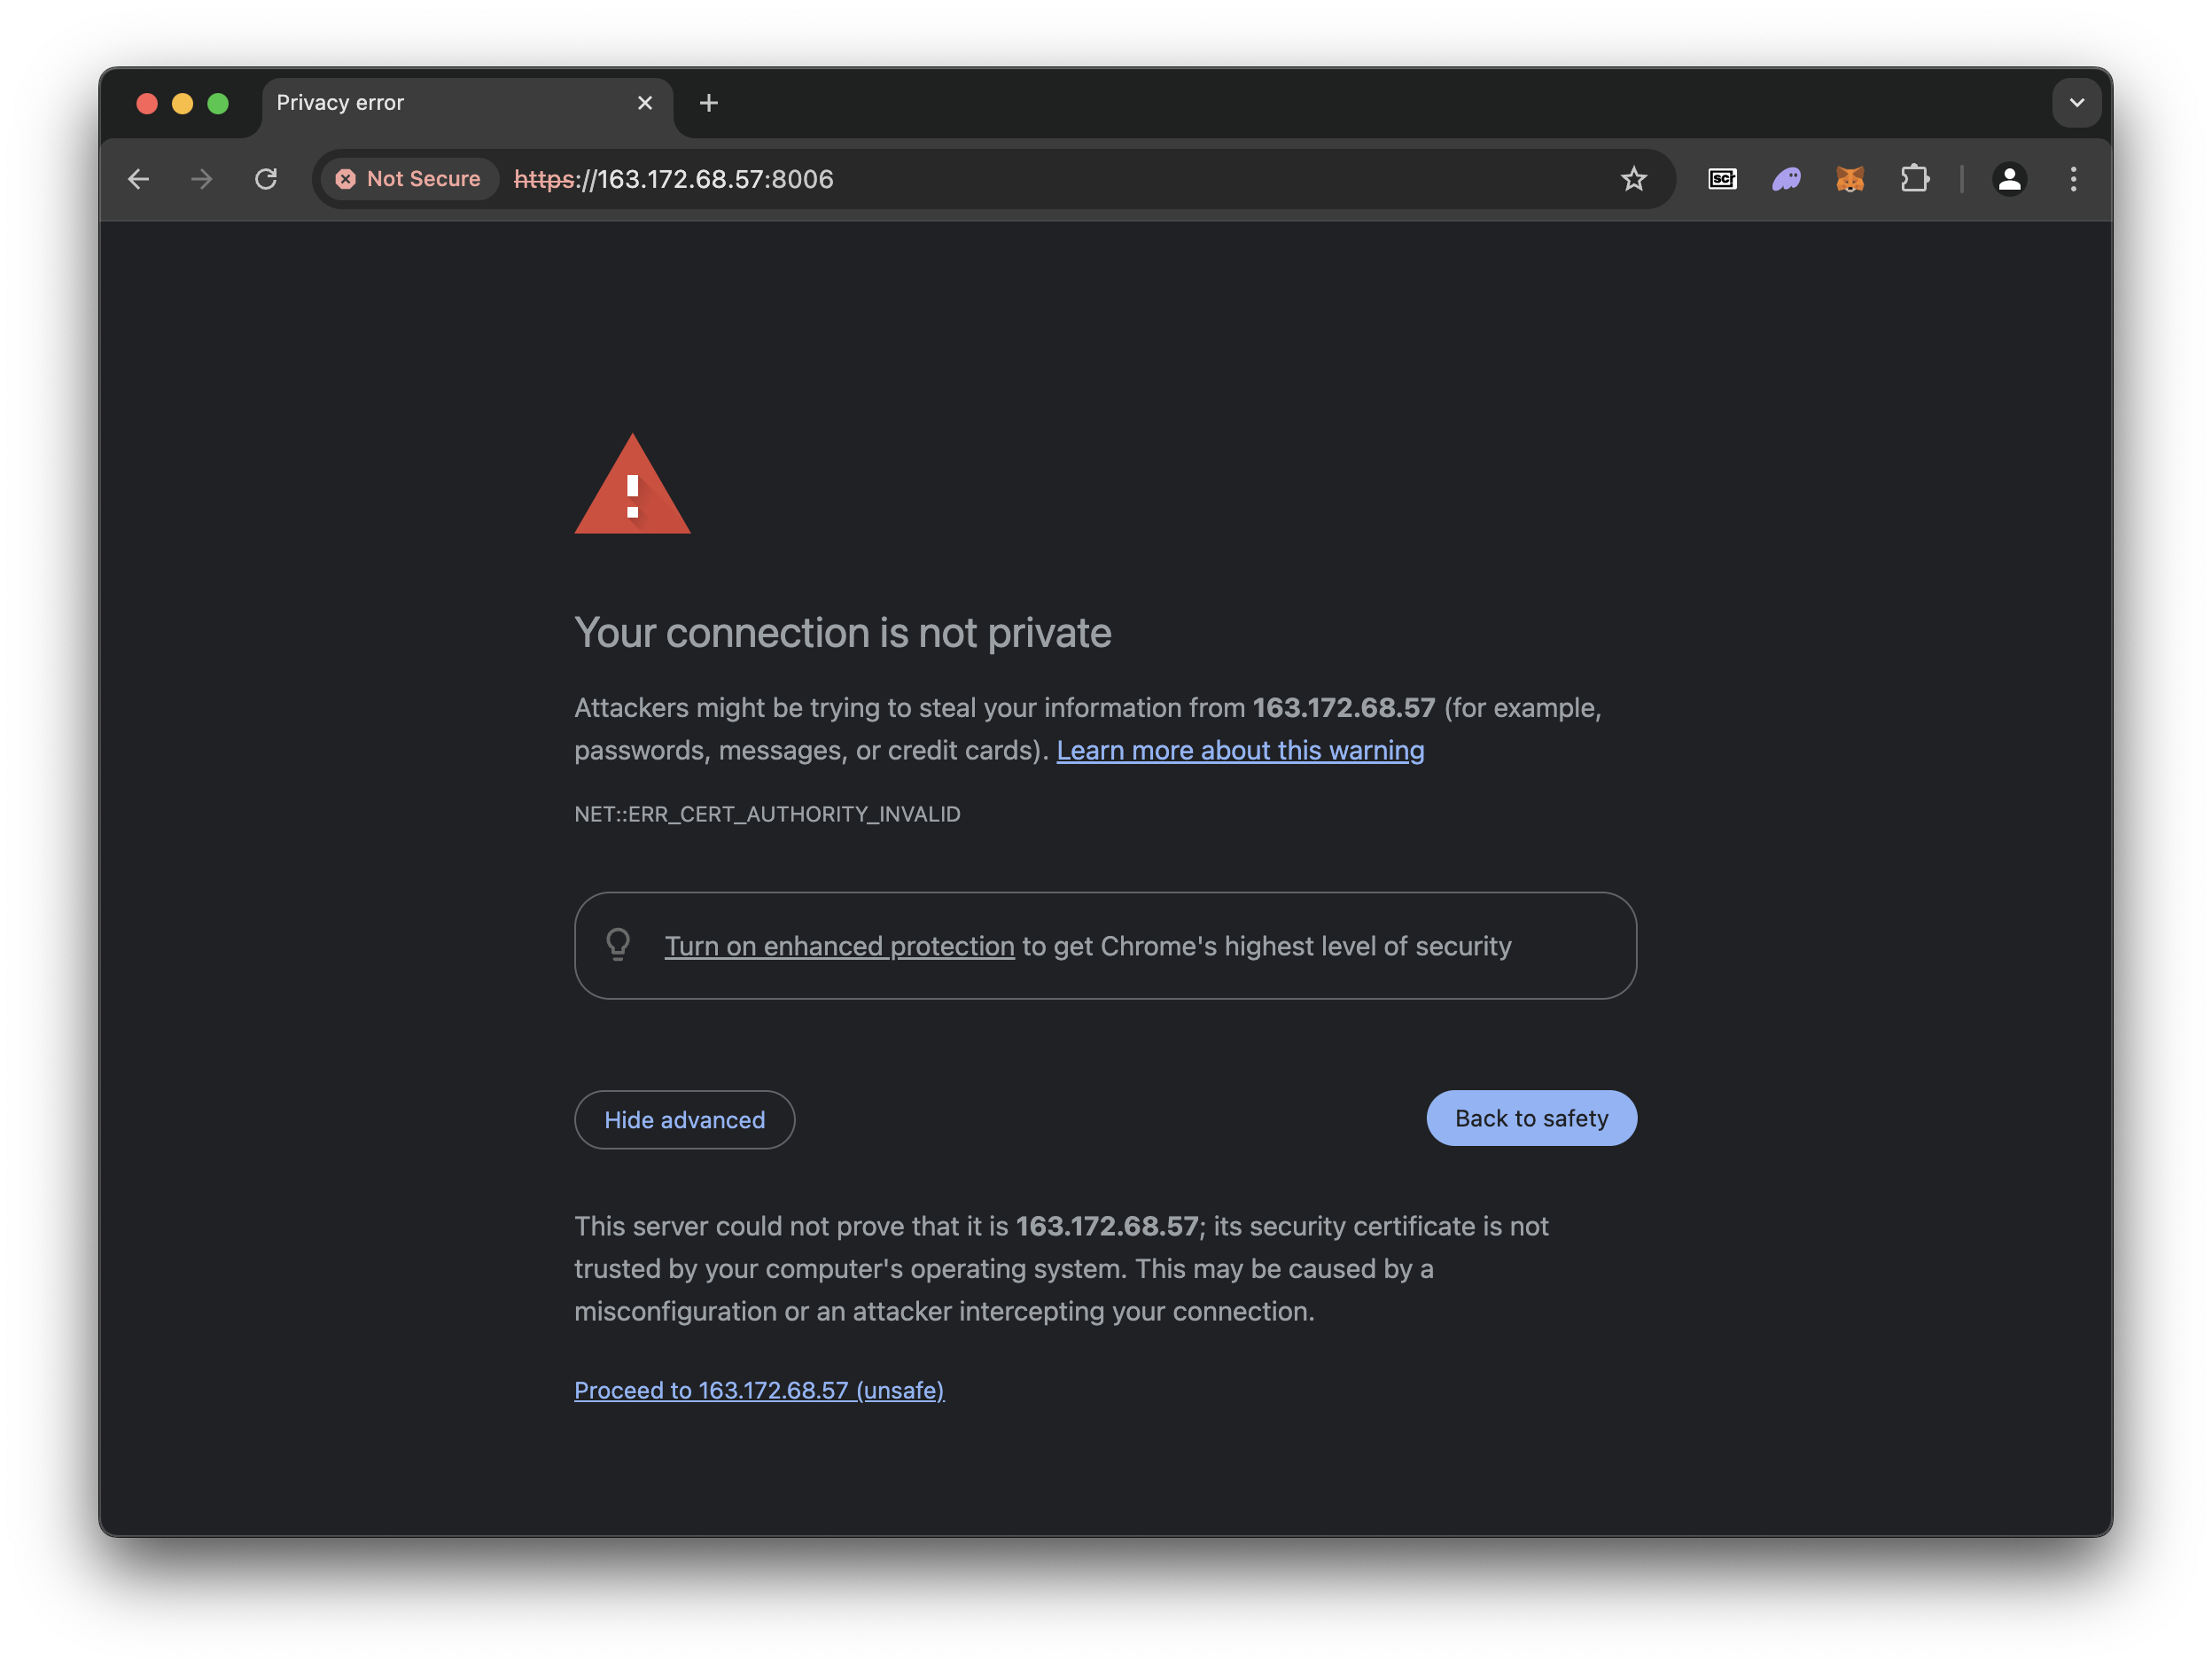 Privacy error
Not Secure https://163.172.68.57:8006
SCR
Your connection is not private
Attackers might be trying to steal your information from 163.172.68.57 (for example,
passwords, messages, or credit cards). Learn more about this warning
NET::ERR_CERT_AUTHORITY_INVALID
Turn on enhanced protection to get Chrome's highest level of security
Hide advanced
Back to safety
This server could not prove that it is 163.172.68.57; its security certificate is not
trusted by your computer's operating system. This may be caused by a
misconfiguration or an attacker intercepting your connection.
Proceed to 163.172.68.57 (unsafe)